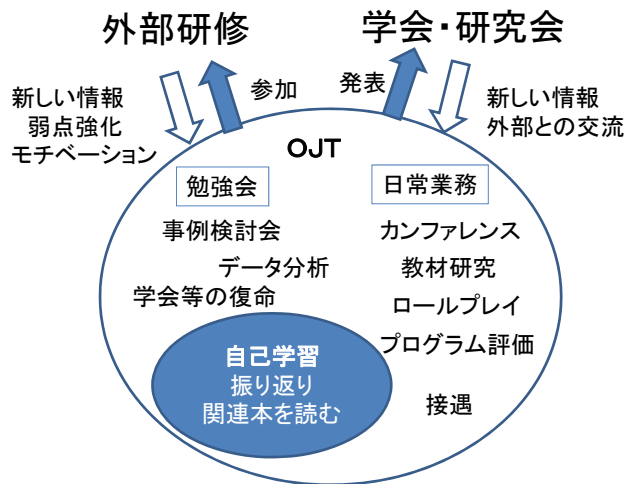 外部研修
学会・研究会
新しい情報
弱点強化
モチベーション
参加
発表
新しい情報
外部との交流
OJT
勉強会
事例検討会
データ分析
学会等の復命
日常業務
カンファレンス
教材研究
ロールプレイ
プログラム評価
接遇
自己学習
振り返り
関連本を読む